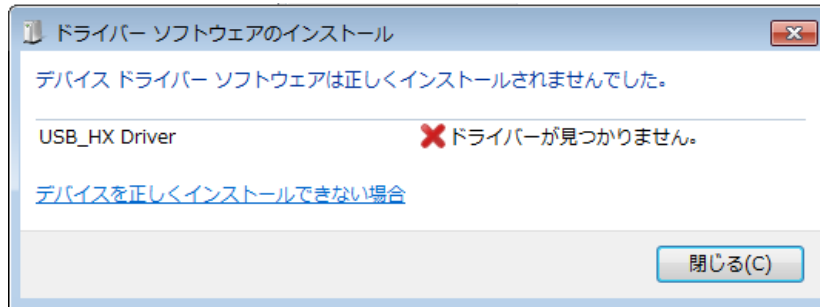 ドライバー ソフトウェアのインストール
デバイス ドライバー ソフトウェアは正しくインストールされませんでした。
USB_HX Driver ドライバーが見つかりません。
デバイスを正しくインストールできない場合
閉じる(C)